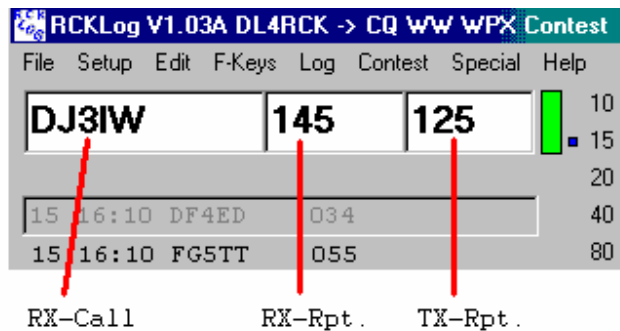 RCKLog V1.03A DL4RCK -> CQ WW WPX Contest
File Setup Edit F-Keys Log Contest Special Help
DJ3IW 145 125
10
15
20
15 16:10 DF4ED 034 40
15 16:10 FG5TT 055 80
RX-Call RX-Rpt. TX-Rpt.